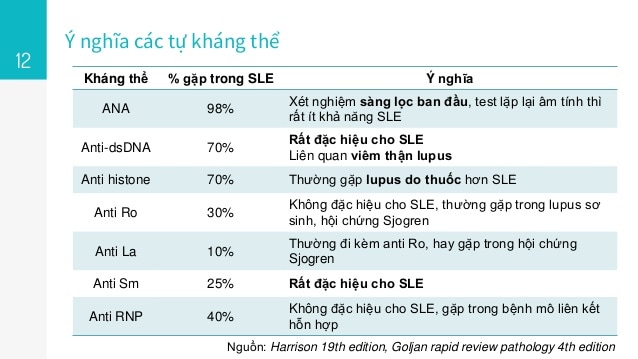 12
Ý nghĩa các tự kháng thể
Kháng thể % gặp trong SLE Ý nghĩa
ANA 98% Xét nghiệm sàng lọc ban đầu, test lặp lại âm tính thì
rất ít khả năng SLE
Anti-dsDNA 70% Rất đặc hiệu cho SLE
Liên quan viêm thận lupus
Anti histone 70% Thường gặp lupus do thuốc hơn SLE
Anti Ro 30% Không đặc hiệu cho SLE, thường gặp trong lupus sơ
sinh, hội chứng Sjogren
Anti La 10% Thường đi kèm anti Ro, hay gặp trong hội chứng
Sjogren
Anti Sm 25% Rất đặc hiệu cho SLE
Anti RNP 40% Không đặc hiệu cho SLE, gặp trong bệnh mô liên kết
hỗn hợp
Nguồn: Harrison 19th edition, Goljan rapid review pathology 4th edition